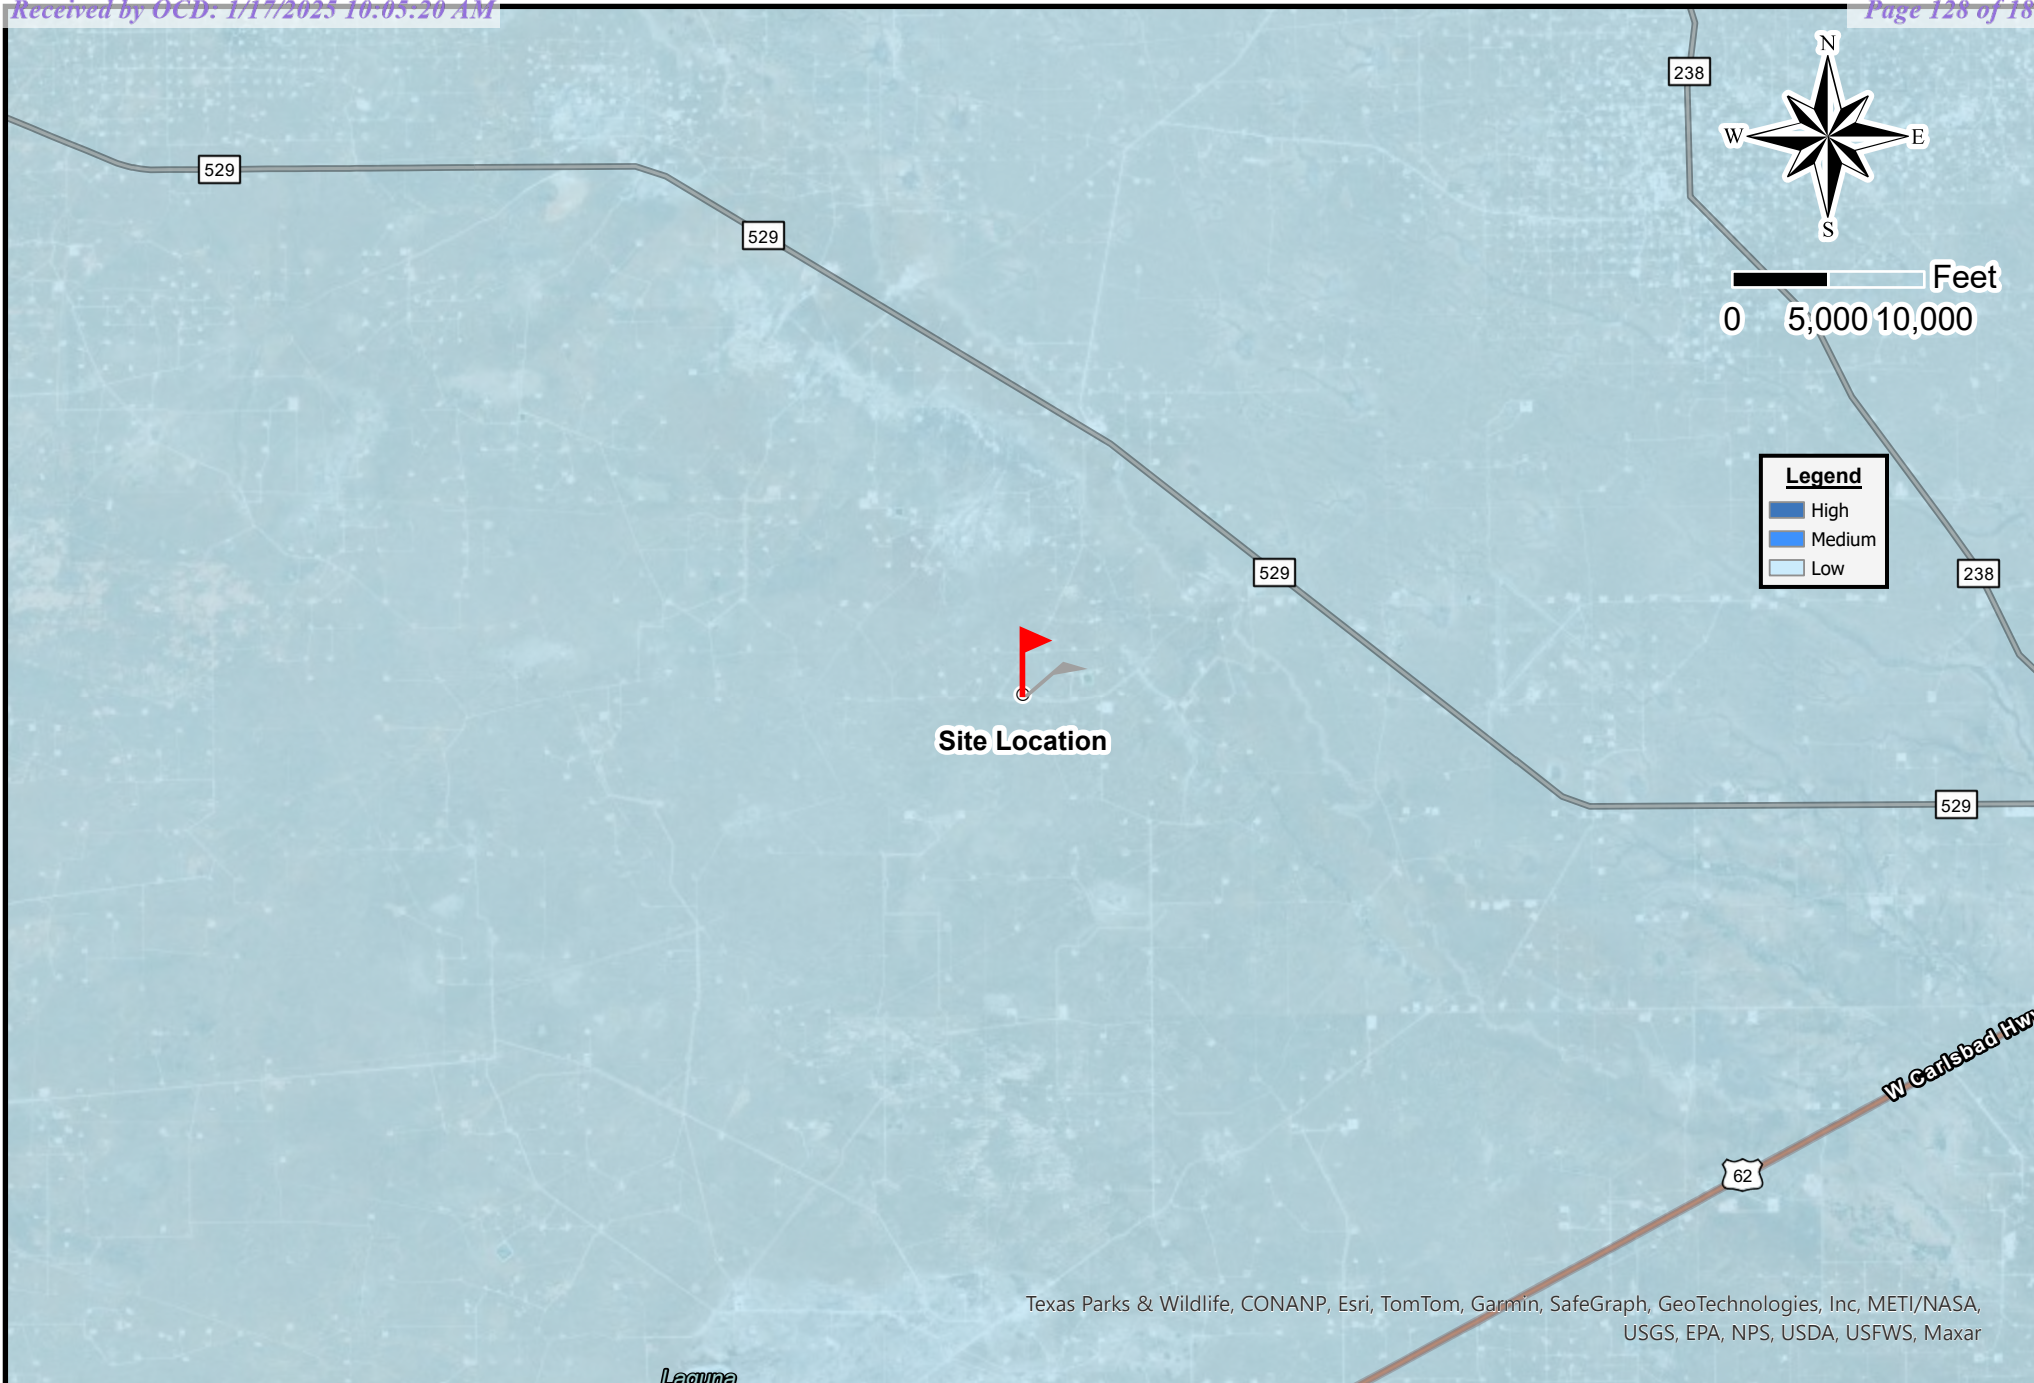 Received by OCD: 1/17/2025 10:05:20 AM
Page 128 of 18
N
238
W
E
529
S
529
Feet
0 5,000 10,000
Legend
High
Medium
Low
529
238
Site Location
529
W Carlsbad Hwy
62
Texas Parks & Wildlife, CONANP, Esri, TomTom, Garmin, SafeGraph, GeoTechnologies, Inc, METI/NASA,
USGS, EPA, NPS, USDA, USFWS, Maxar
Laguna